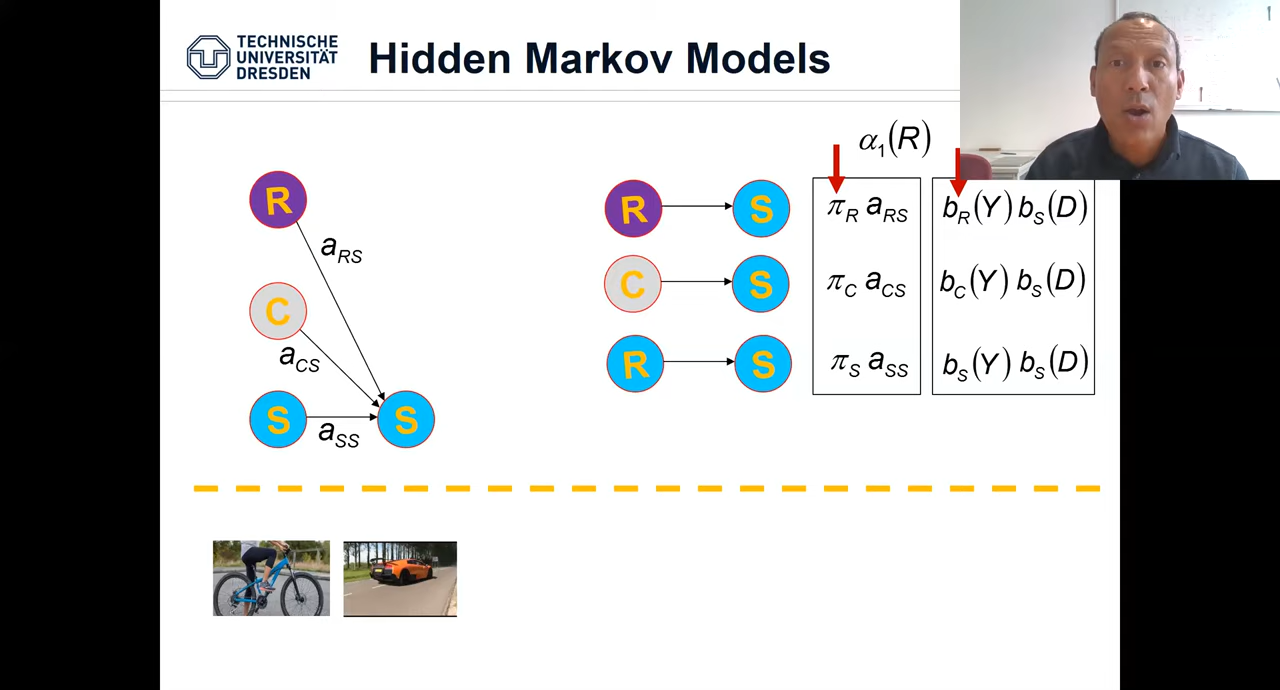 TECHNISCHE
UNIVERSITÄT
DRESDEN
Hidden Markov Models
α₁(R)
R
a_RS
C
a_CS
S
a_SS
S
R S π_R a_RS b_R(Y) b_S(D)
C S π_C a_CS b_C(Y) b_S(D)
R S π_S a_SS b_S(Y) b_S(D)